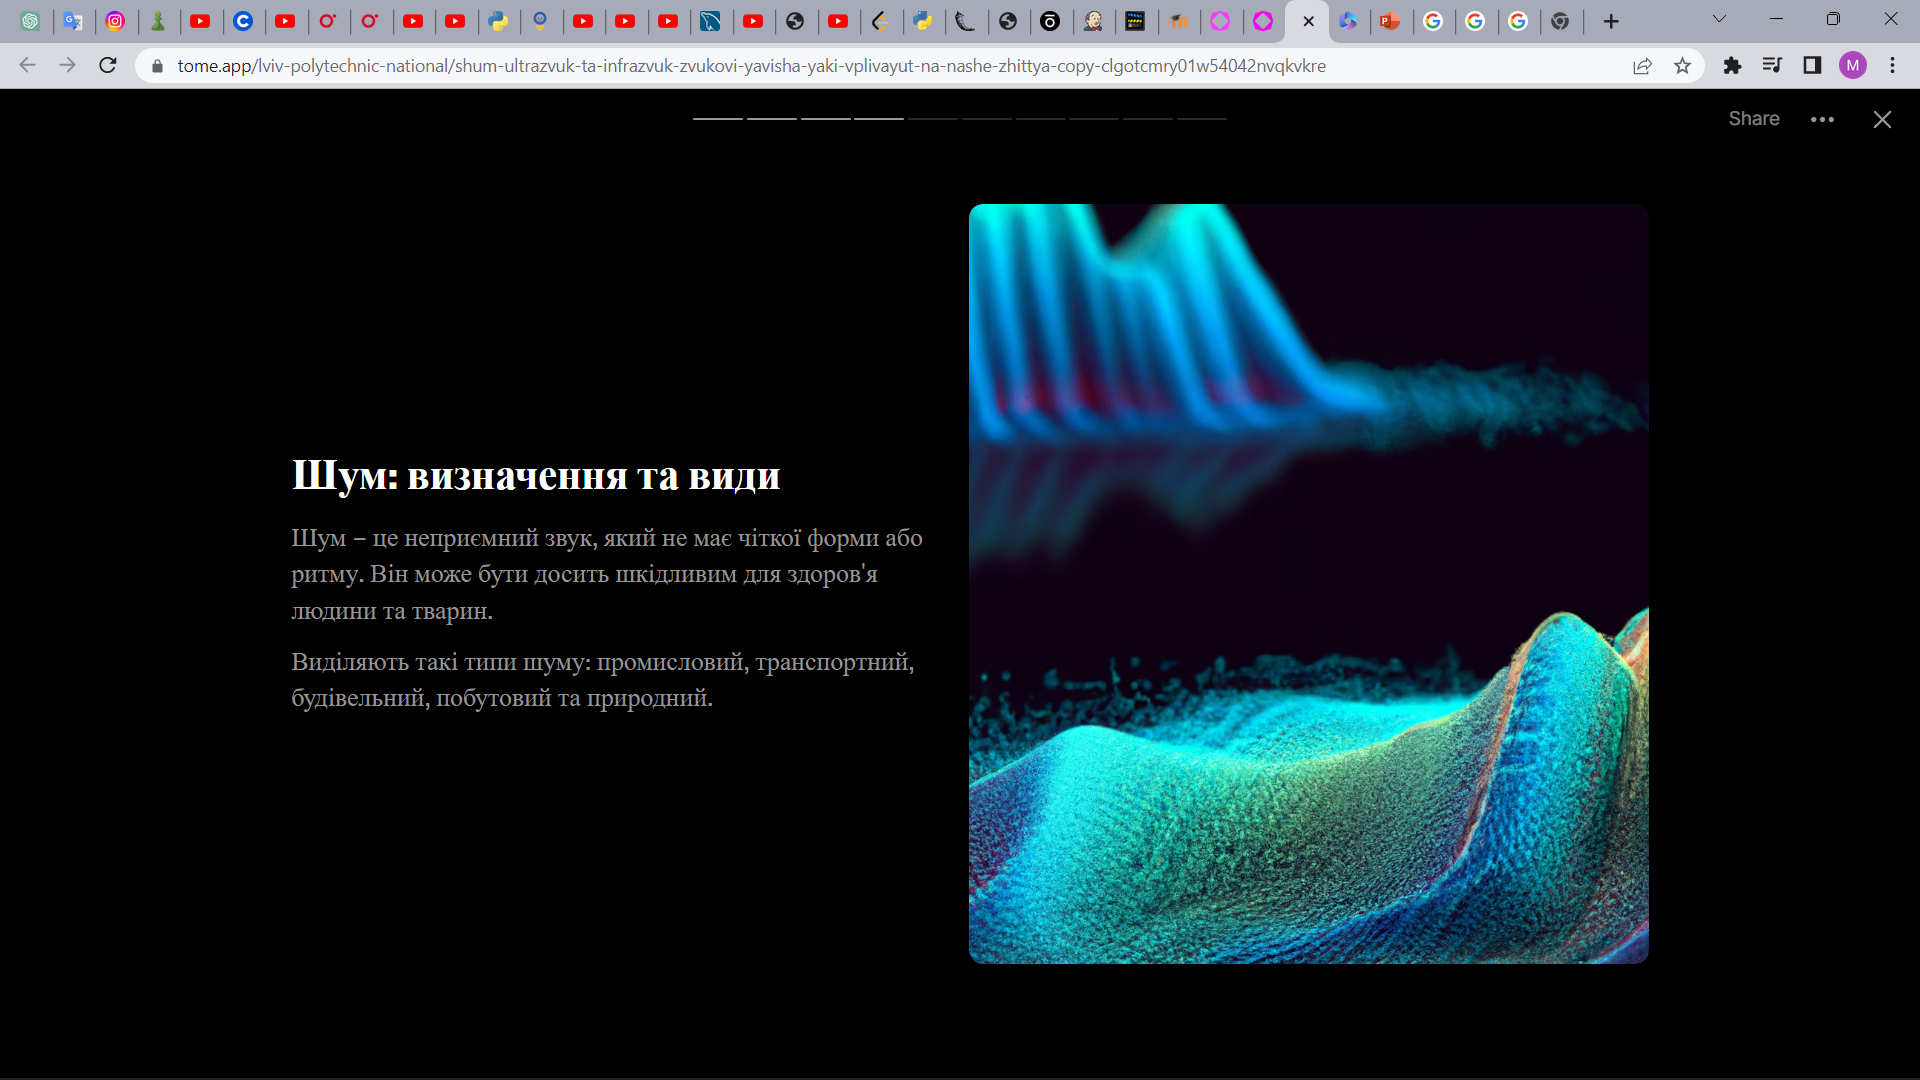 tome.app/lviv-polytechnic-national/shum-ultrazvuk-ta-infrazvuk-zvukovi-yavisha-yaki-vplivayut-na-nashe-zhittya-copy-clgotcmry01w54042nvqkvkre
M
Share
Шум: визначення та види
Шум – це неприємний звук, який не має чіткої форми або
ритму. Він може бути досить шкідливим для здоров'я
людини та тварин.
Виділяють такі типи шуму: промисловий, транспортний,
будівельний, побутовий та природний.